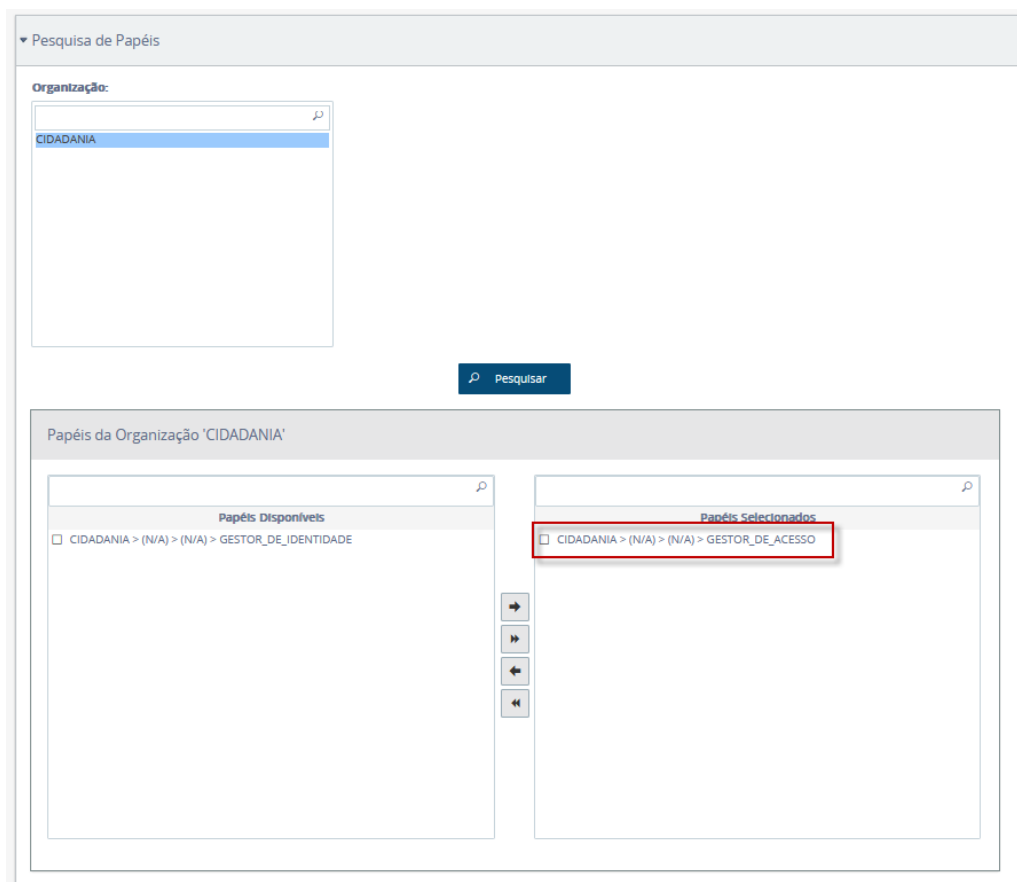 Pesquisa de Papéis
Organização:
CIDADANIA
Pesquisar
Papéis da Organização 'CIDADANIA'
Papéis Disponíveis
CIDADANIA > (N/A) > (N/A) > GESTOR_DE_IDENTIDADE
Papéis Selecionados
CIDADANIA > (N/A) > (N/A) > GESTOR_DE_ACESSO